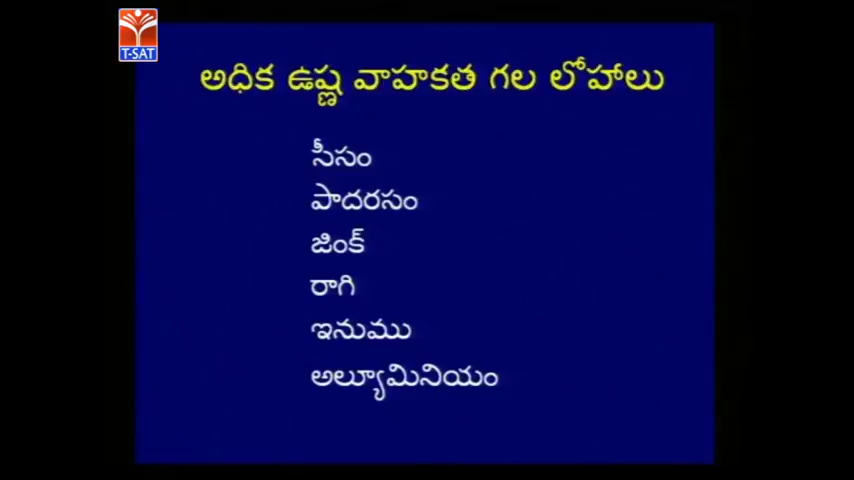 T-SAT
అధిక ఉష్ణ వాహకత గల లోహాలు
సీసం
పాదరసం
జింక్
రాగి
ఇనుము
అల్యూమినియం